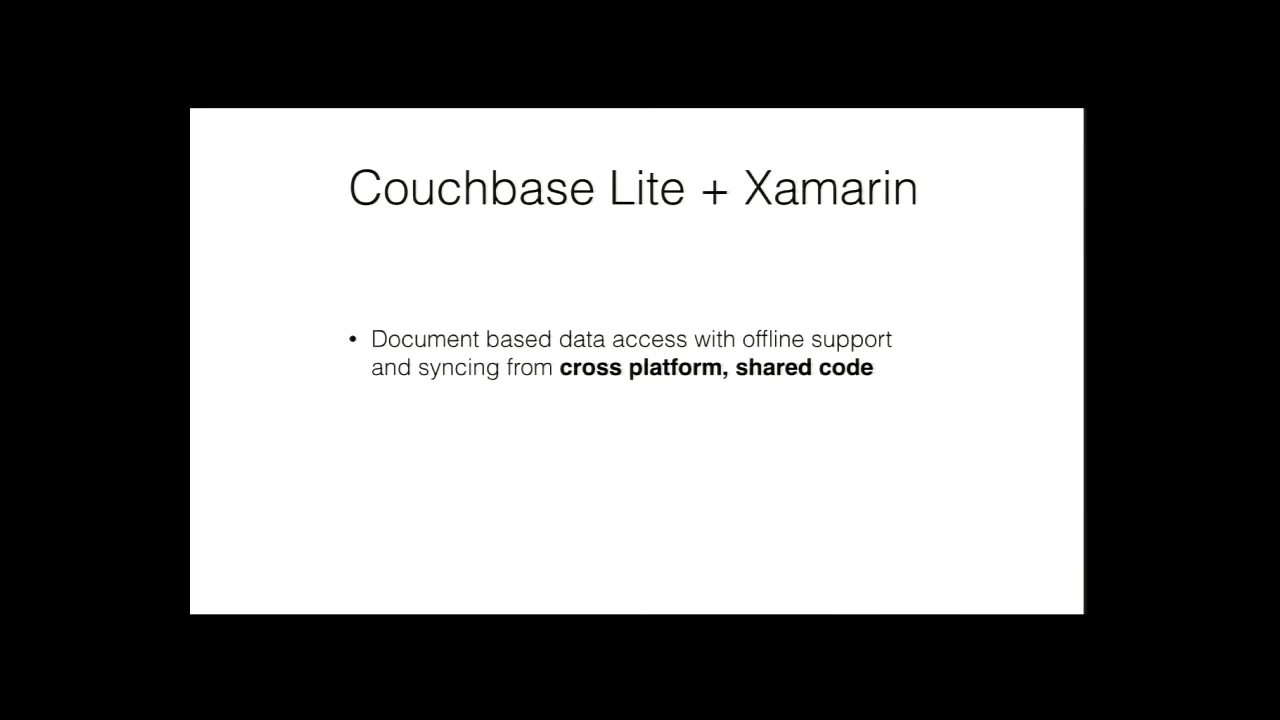 Couchbase Lite + Xamarin
• Document based data access with offline support
and syncing from cross platform, shared code